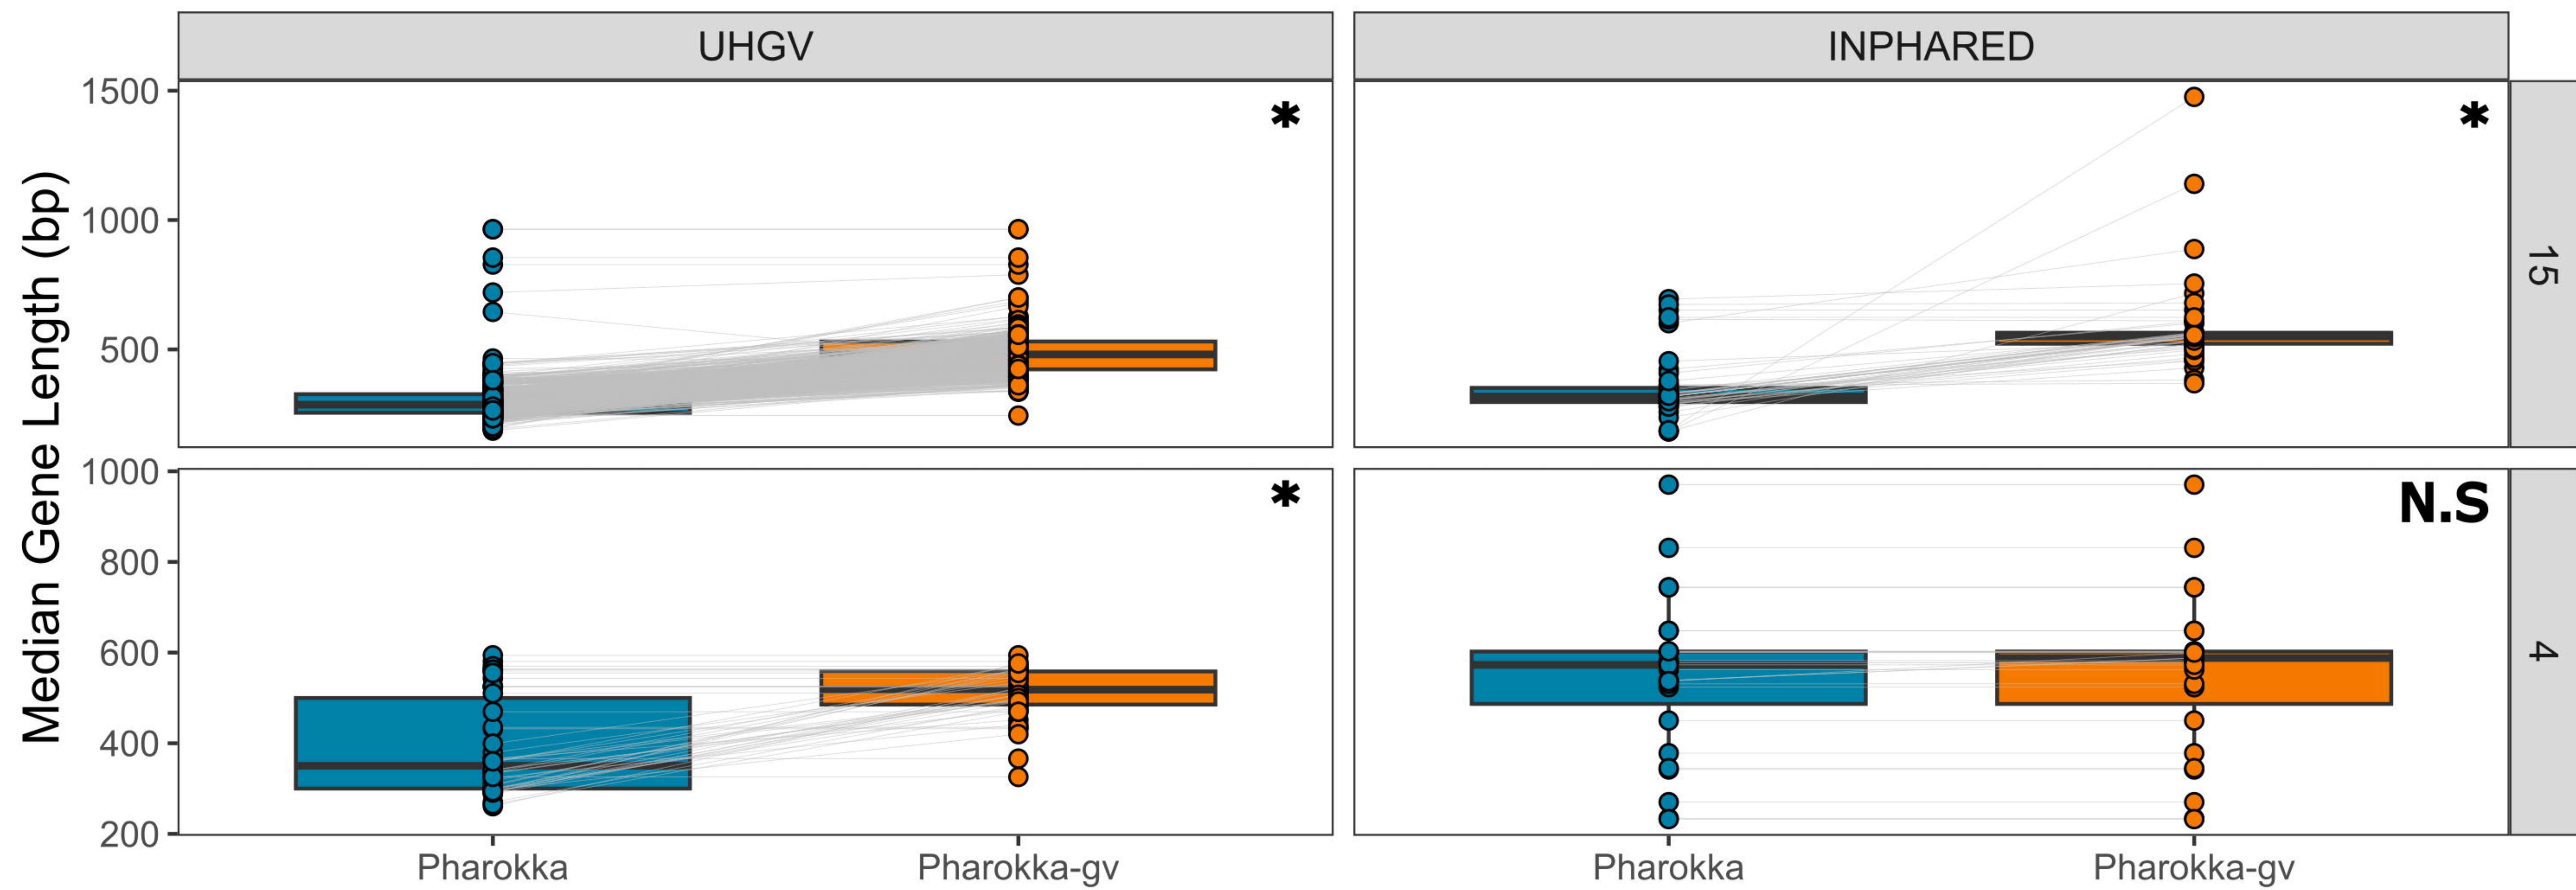 UHGV
INPHARED
Median Gene Length (bp)
1500
1000
500
*
*
15
1000
800
600
400
200
*
N.S
4
Pharokka
Pharokka-gv
Pharokka
Pharokka-gv